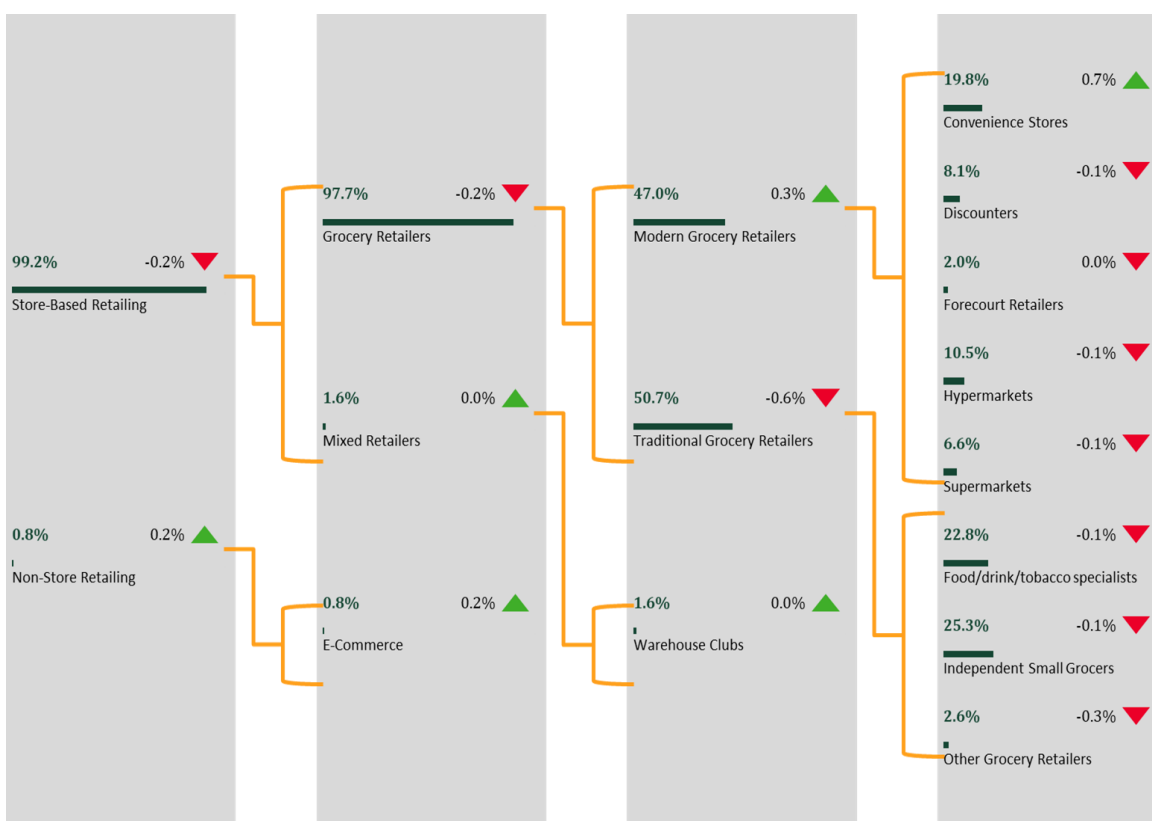 99.2% -0.2%
Store-Based Retailing
0.8% 0.2%
Non-Store Retailing
97.7% -0.2%
Grocery Retailers
1.6% 0.0%
Mixed Retailers
0.8% 0.2%
E-Commerce
47.0% 0.3%
Modern Grocery Retailers
50.7% -0.6%
Traditional Grocery Retailers
1.6% 0.0%
Warehouse Clubs
19.8% 0.7%
Convenience Stores
8.1% -0.1%
Discounters
2.0% 0.0%
Forecourt Retailers
10.5% -0.1%
Hypermarkets
6.6% -0.1%
Supermarkets
22.8% -0.1%
Food/drink/tobacco specialists
25.3% -0.1%
Independent Small Grocers
2.6% -0.3%
Other Grocery Retailers